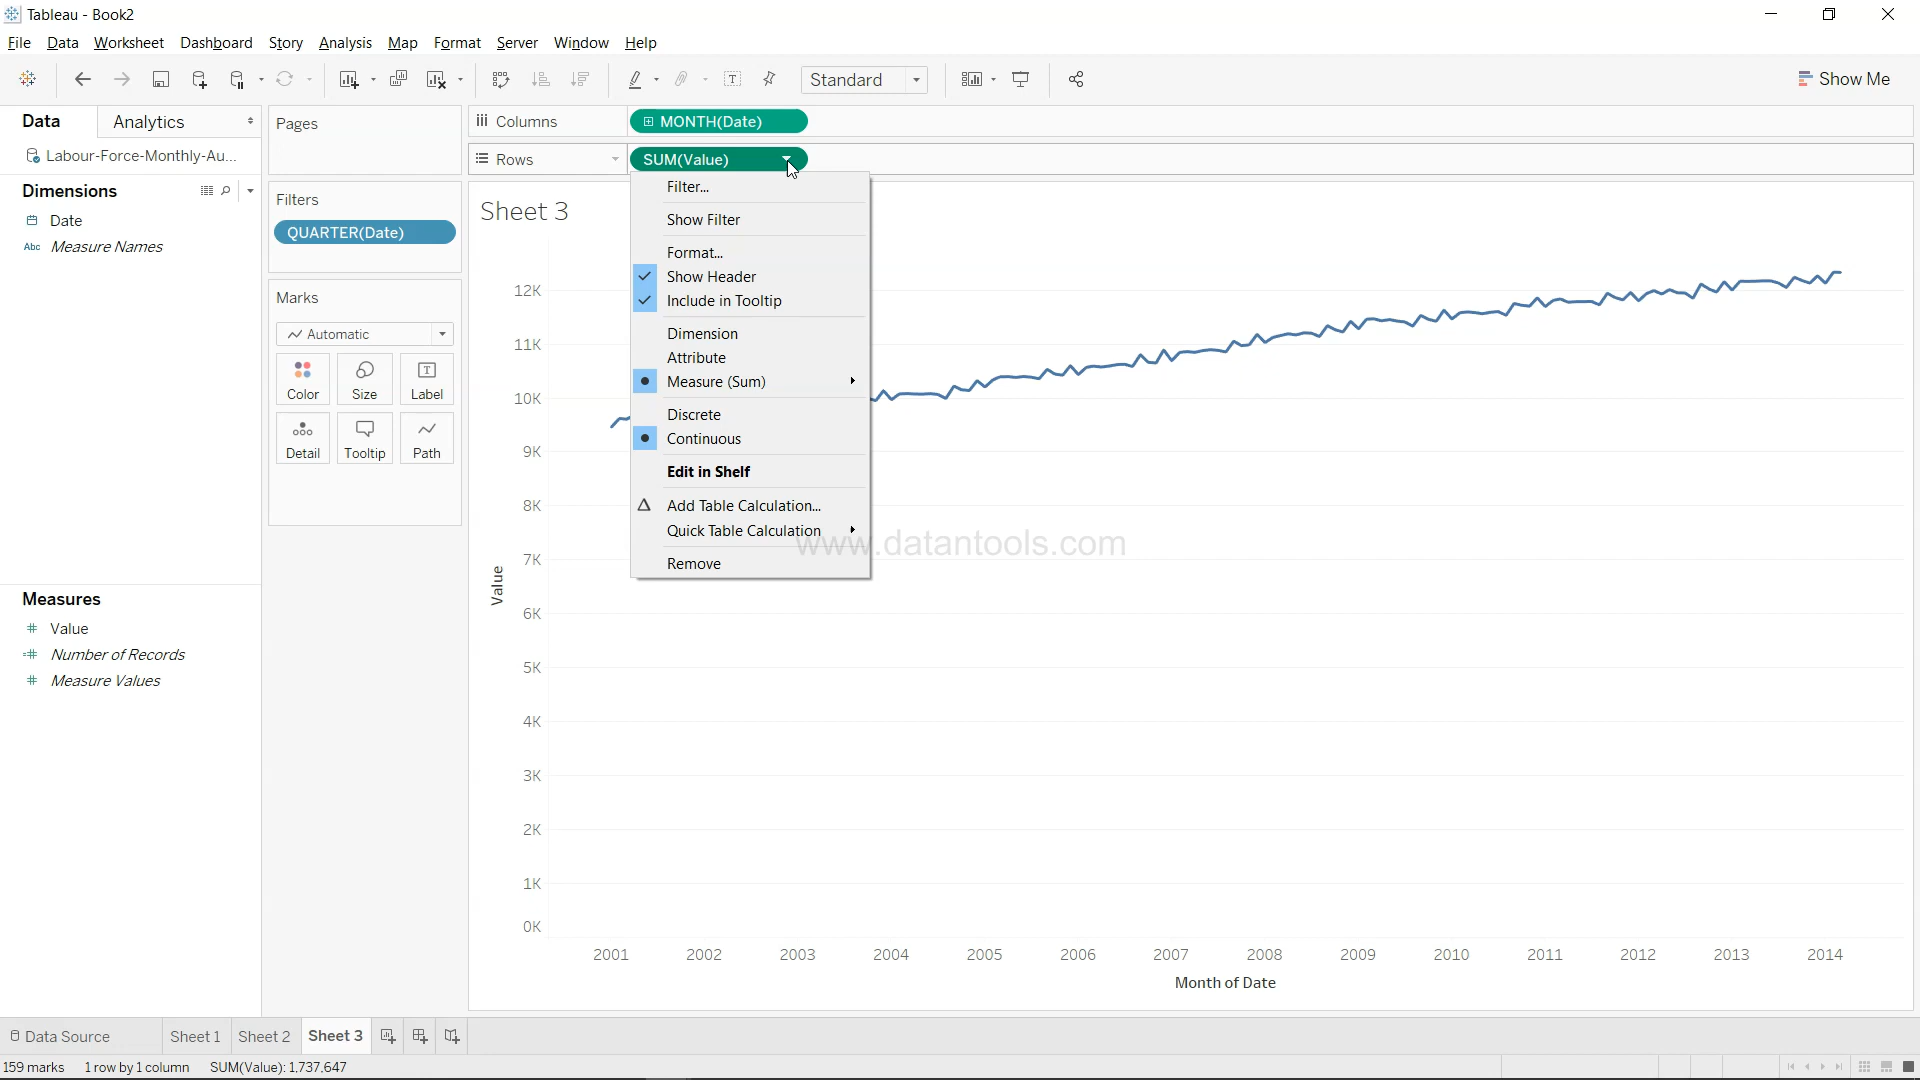 Tableau - Book2
File Data Worksheet Dashboard Story Analysis Map Format Server Window Help
Standard
Show Me
Data Analytics
Labour-Force-Monthly-Au...
Dimensions
Date
Abc Measure Names
Measures
Value
Number of Records
Measure Values
Pages
Filters
QUARTER(Date)
Marks
Automatic
Color Size Label
Detail Tooltip Path
Columns MONTH(Date)
Rows SUM(Value)
Sheet 3
Filter...
Show Filter
Format...
Show Header
Include in Tooltip
Dimension
Attribute
Measure (Sum)
Discrete
Continuous
Edit in Shelf
Add Table Calculation...
Quick Table Calculation
Remove
www.datantools.com
12K
11K
10K
9K
8K
7K
6K
5K
4K
3K
2K
1K
0K
Value
2001 2002 2003 2004 2005 2006 2007 2008 2009 2010 2011 2012 2013 2014
Month of Date
Data Source Sheet 1 Sheet 2 Sheet 3
159 marks 1 row by 1 column SUM(Value): 1,737,647